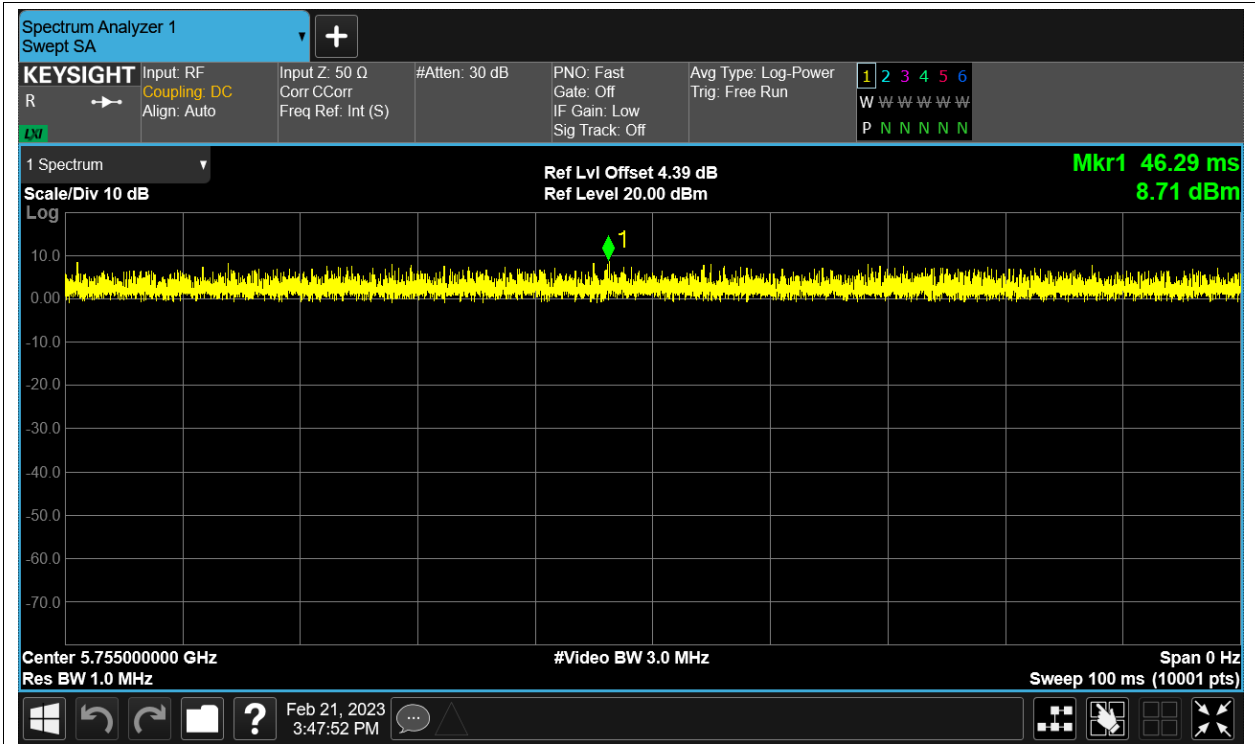 Spectrum Analyzer 1
Swept SA
KEYSIGHT
R
LXI
Input: RF
Coupling: DC
Align: Auto
Input Z: 50 Ω
Corr CCorr
Freq Ref: Int (S)
#Atten: 30 dB
PNO: Fast
Gate: Off
IF Gain: Low
Sig Track: Off
Avg Type: Log-Power
Trig: Free Run
1 2 3 4 5 6
W W W W W W
P N N N N N
1 Spectrum
Scale/Div 10 dB
Ref Lvl Offset 4.39 dB
Ref Level 20.00 dBm
Mkr1 46.29 ms
8.71 dBm
Log
1
10.0
0.00
-10.0
-20.0
-30.0
-40.0
-50.0
-60.0
-70.0
Center 5.755000000 GHz
#Video BW 3.0 MHz
Span 0 Hz
Res BW 1.0 MHz
Sweep 100 ms (10001 pts)
?
Feb 21, 2023
3:47:52 PM